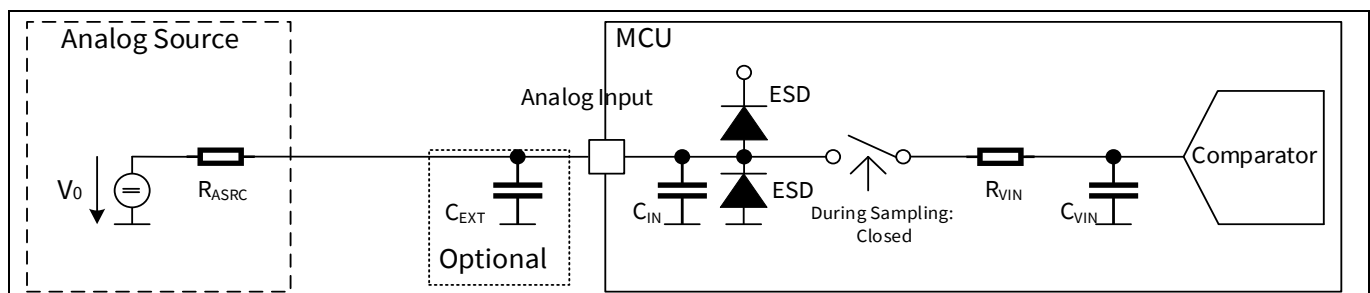 Analog Source
MCU
Analog Input
ESD
V0
RASRC
CEXT
Optional
CIN
ESD
During Sampling:
Closed
RVIN
CVIN
Comparator